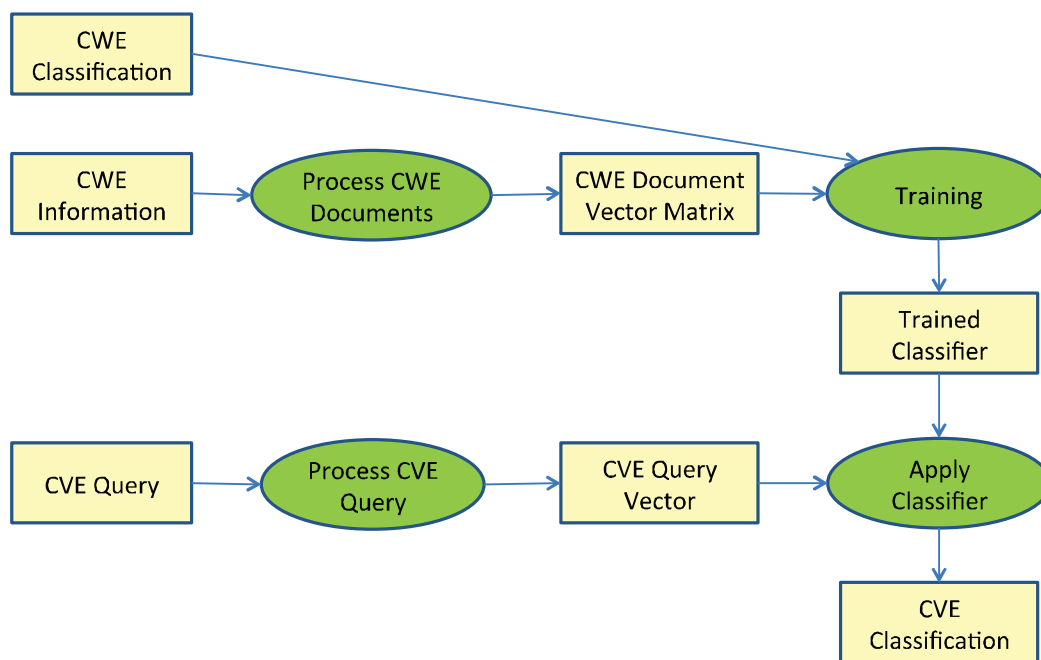 CWE
Classification
CWE
Information
Process CWE
Documents
CWE Document
Vector Matrix
Training
Trained
Classifier
CVE Query
Process CVE
Query
CVE Query
Vector
Apply
Classifier
CVE
Classification